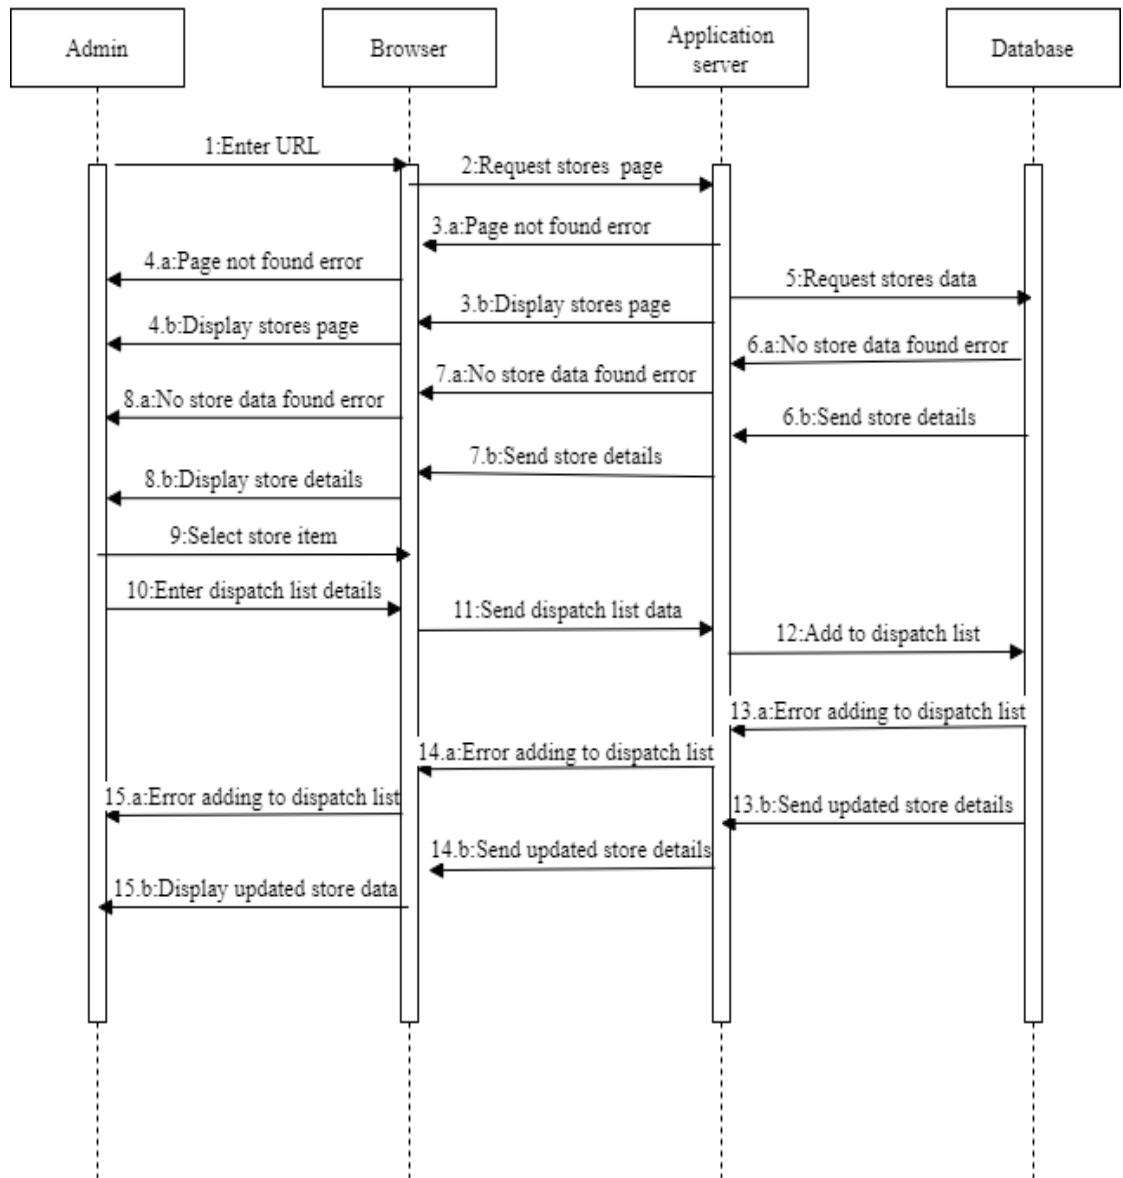 Admin
Browser
Application
server
Database
1:Enter URL
2:Request stores page
3.a:Page not found error
4.a:Page not found error
5:Request stores data
3.b:Display stores page
4.b:Display stores page
6.a:No store data found error
7.a:No store data found error
8.a:No store data found error
6.b:Send store details
7.b:Send store details
8.b:Display store details
9:Select store item
10:Enter dispatch list details
11:Send dispatch list data
12:Add to dispatch list
13.a:Error adding to dispatch list
14.a:Error adding to dispatch list
15.a:Error adding to dispatch list
13.b:Send updated store details
14.b:Send updated store details
15.b:Display updated store data